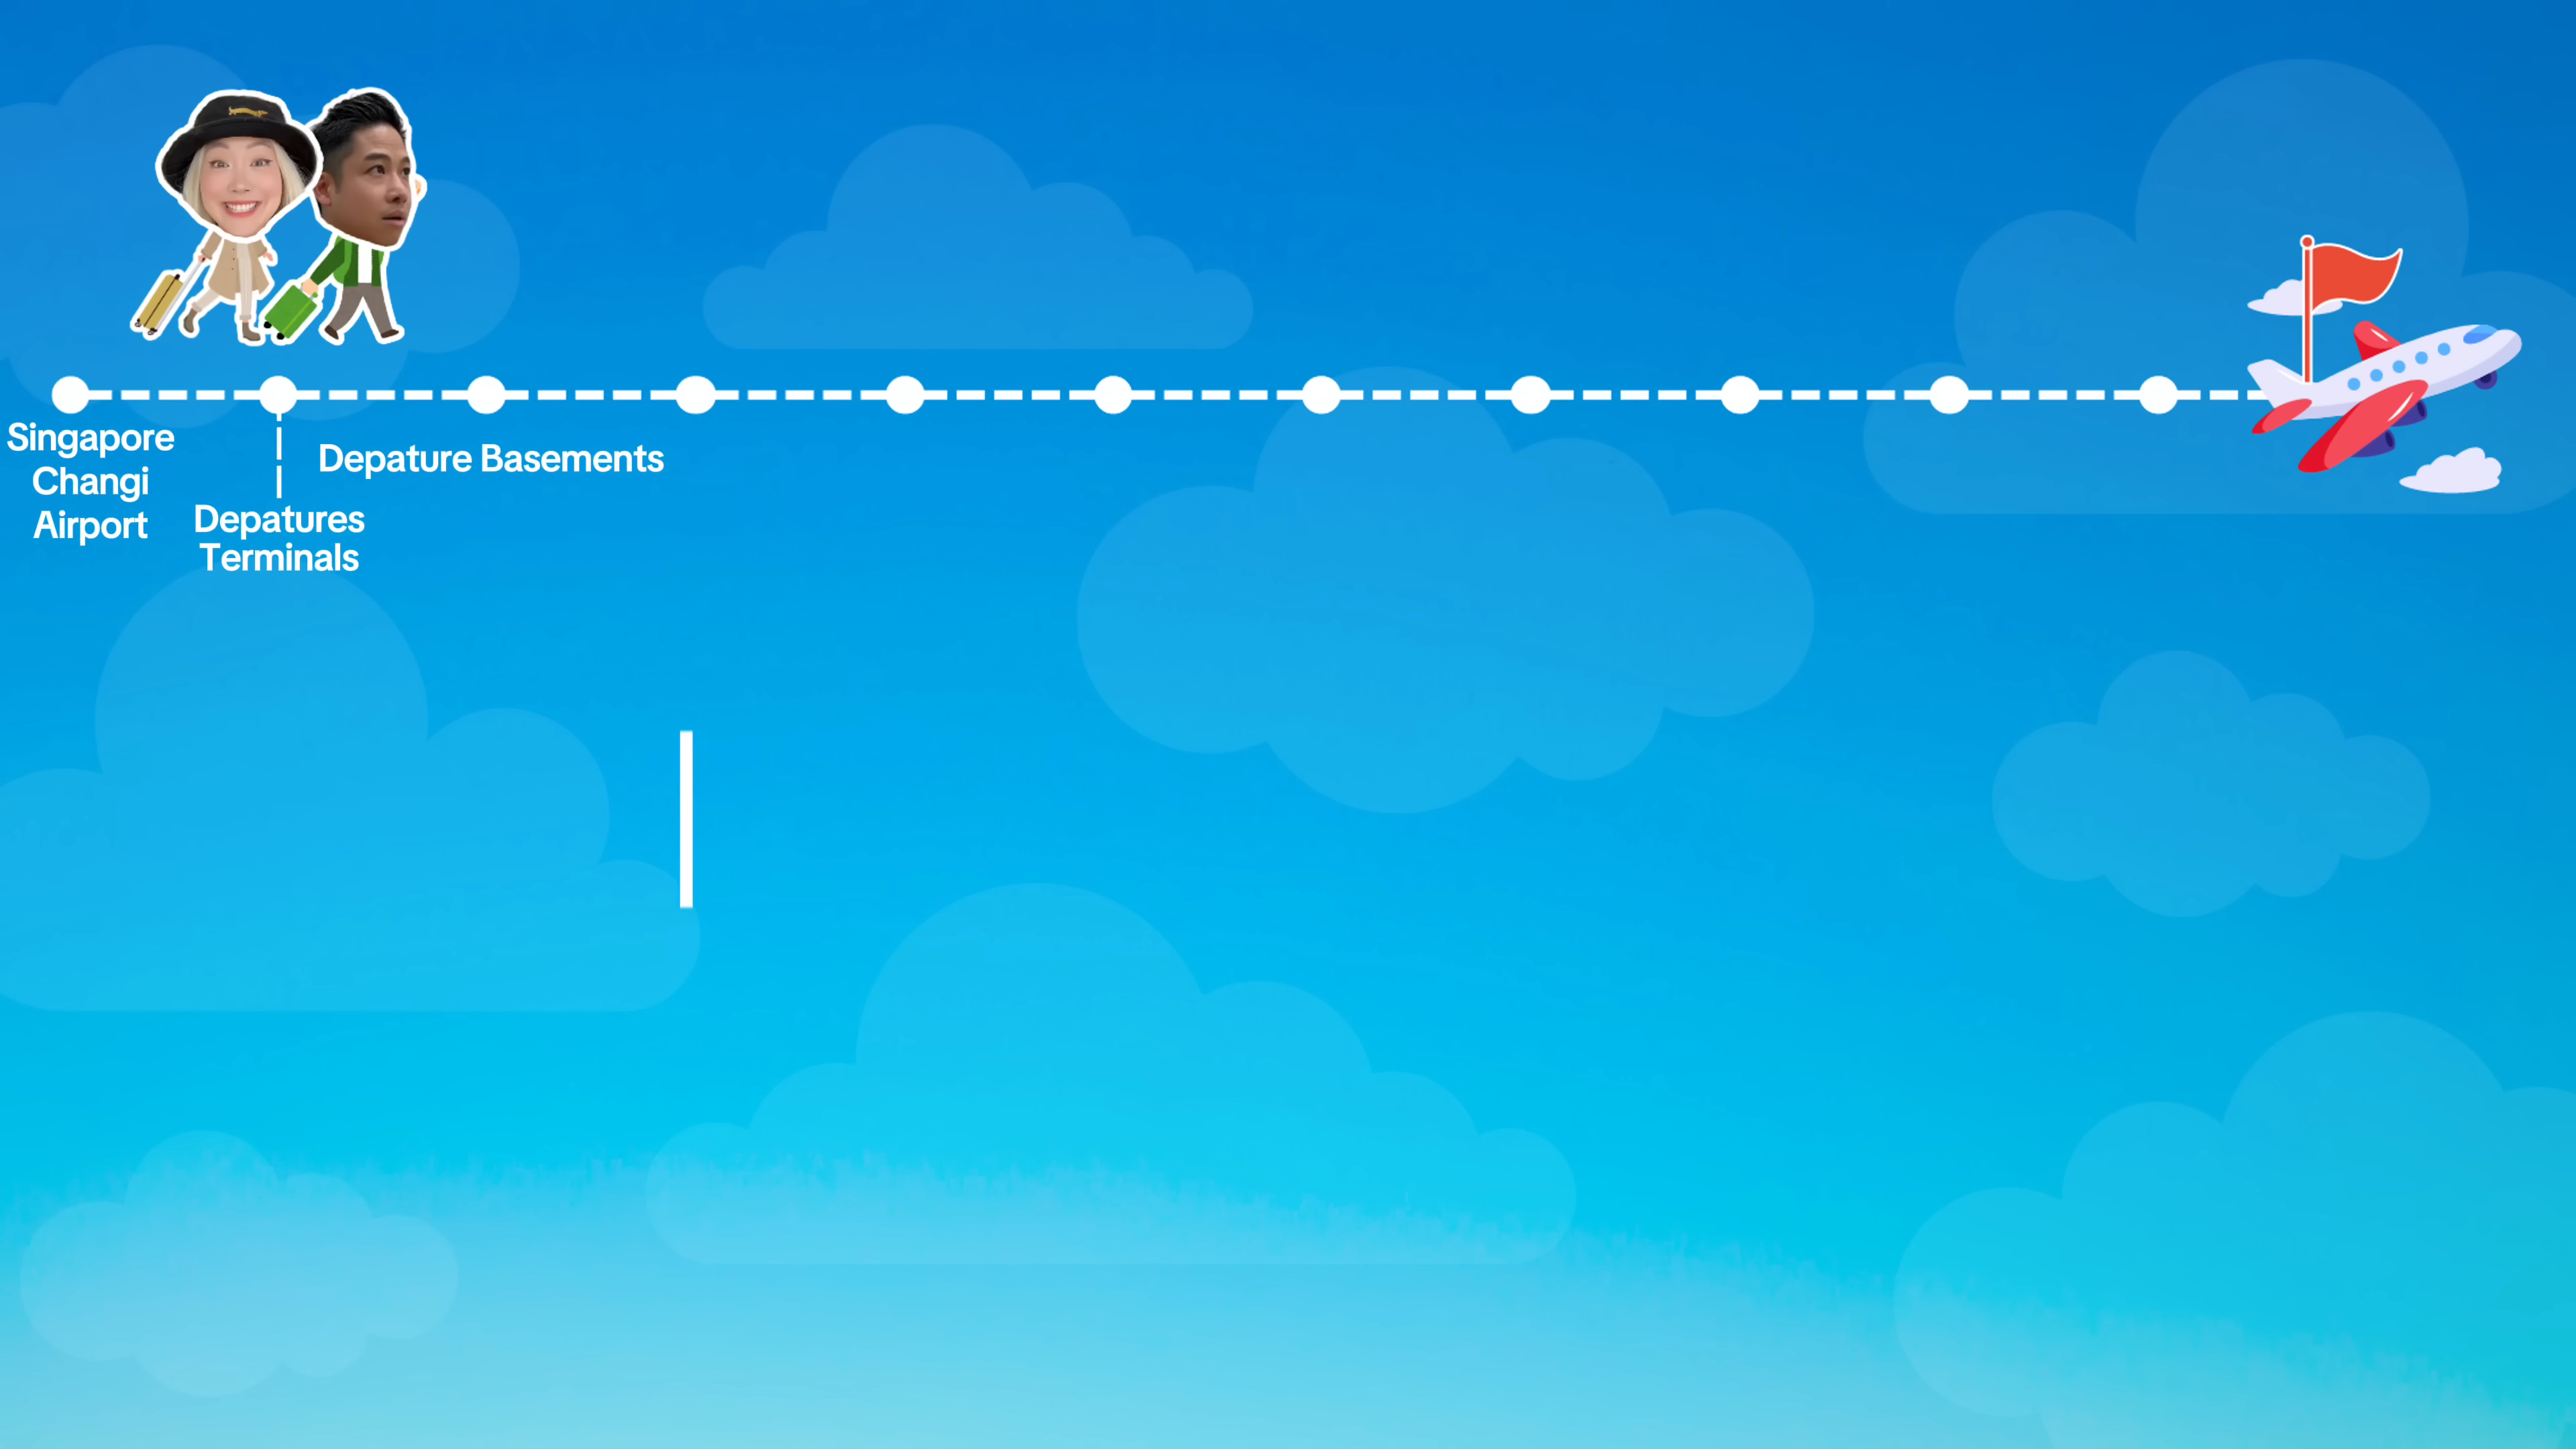 Singapore
Changi
Airport
Depatures
Terminals
Depature Basements